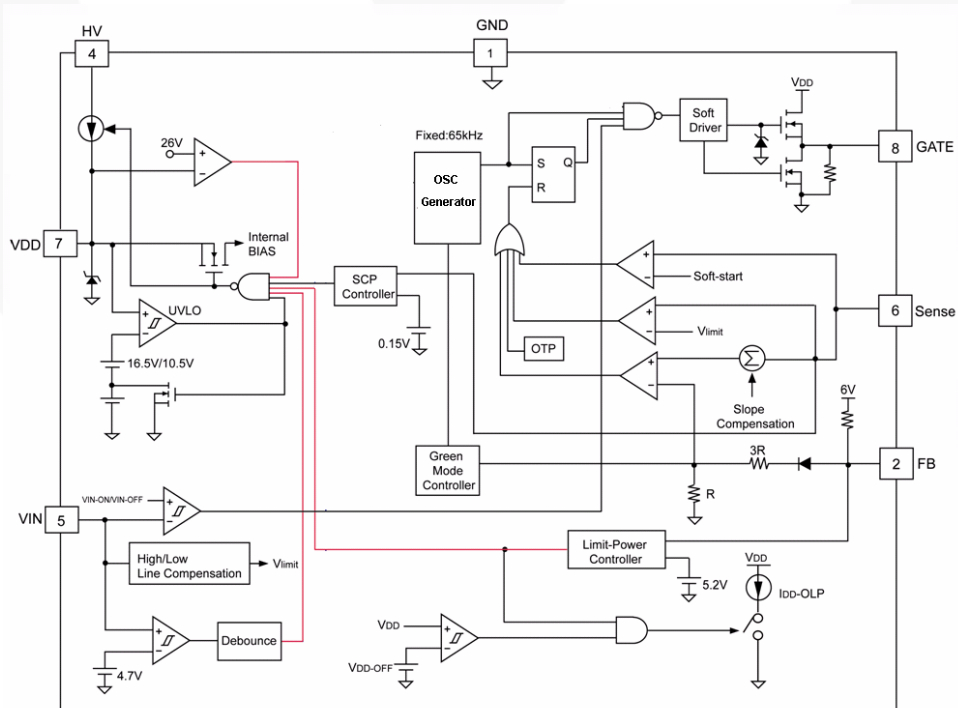 HV
GND
4
1
VDD
Fixed:65kHz
Soft
Driver
8
GATE
26V
+
−
OSC
Generator
S
Q
R
VDD
7
Internal
BIAS
SCP
Controller
+
−
Soft-start
UVLO
+
−
6
Sense
+
−
Vlimit
0.15V
OTP
16.5V/10.5V
+
−
Σ
Slope
Compensation
6V
Green
Mode
Controller
3R
2
FB
R
VIN-ON/VIN-OFF
+
−
VIN
5
High/Low
Line Compensation
Vlimit
Limit-Power
Controller
VDD
5.2V
IDD-OLP
+
−
Debounce
VDD
+
−
4.7V
VDD-OFF